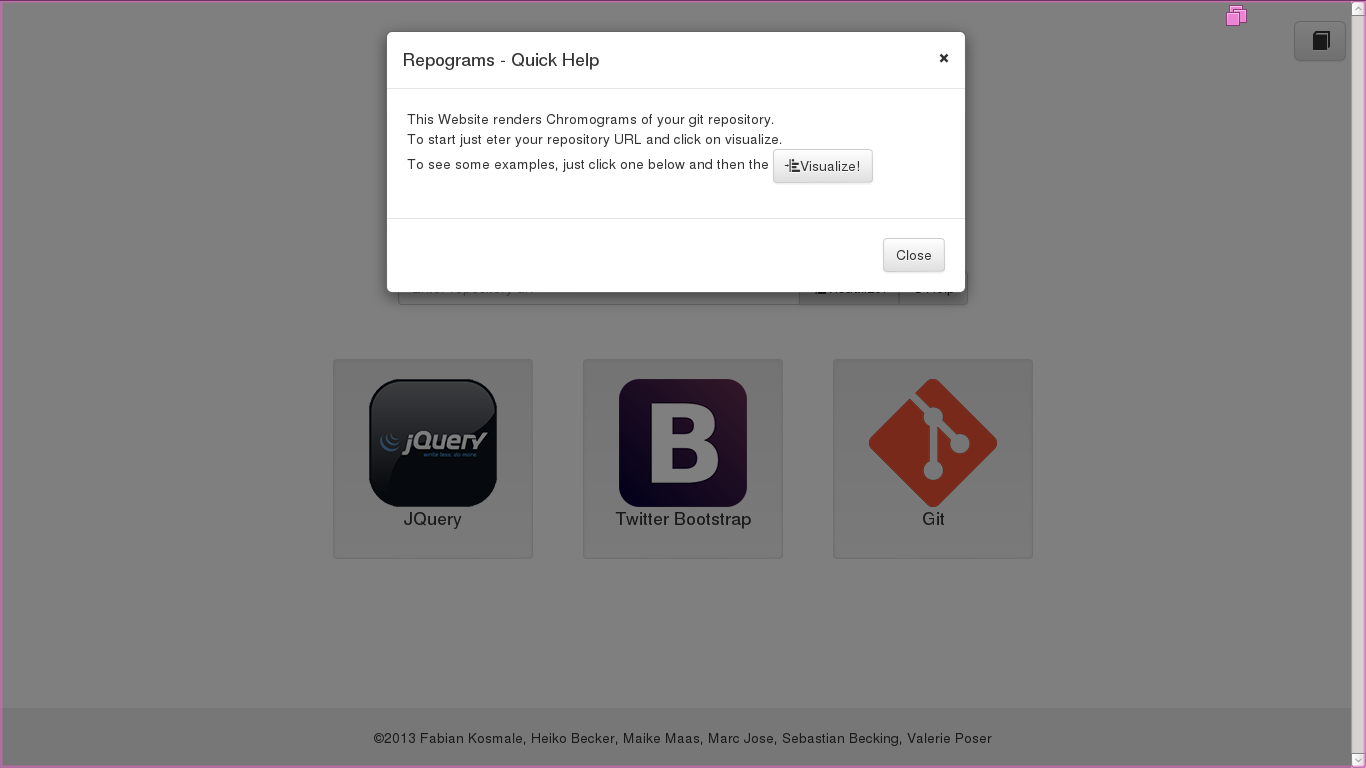 Repograms - Quick Help
×
This Website renders Chromograms of your git repository.
To start just eter your repository URL and click on visualize.
To see some examples, just click one below and then the Visualize!
Close
jQuery
write less, do more.
B
JQuery
Twitter Bootstrap
Git
©2013 Fabian Kosmale, Heiko Becker, Maike Maas, Marc Jose, Sebastian Becking, Valerie Poser